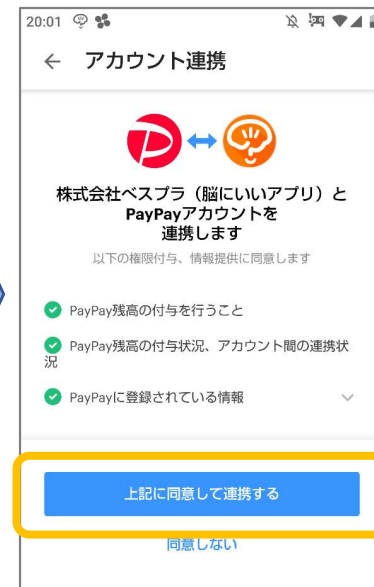 20:01
アカウント連携
株式会社ベスプラ（脳にいいアプリ）と
PayPayアカウントを
連携します
以下の権限付与、情報提供に同意します
PayPay残高の付与を行うこと
PayPay残高の付与状況、アカウント間の連携状
況
PayPayに登録されている情報
上記に同意して連携する
同意しない